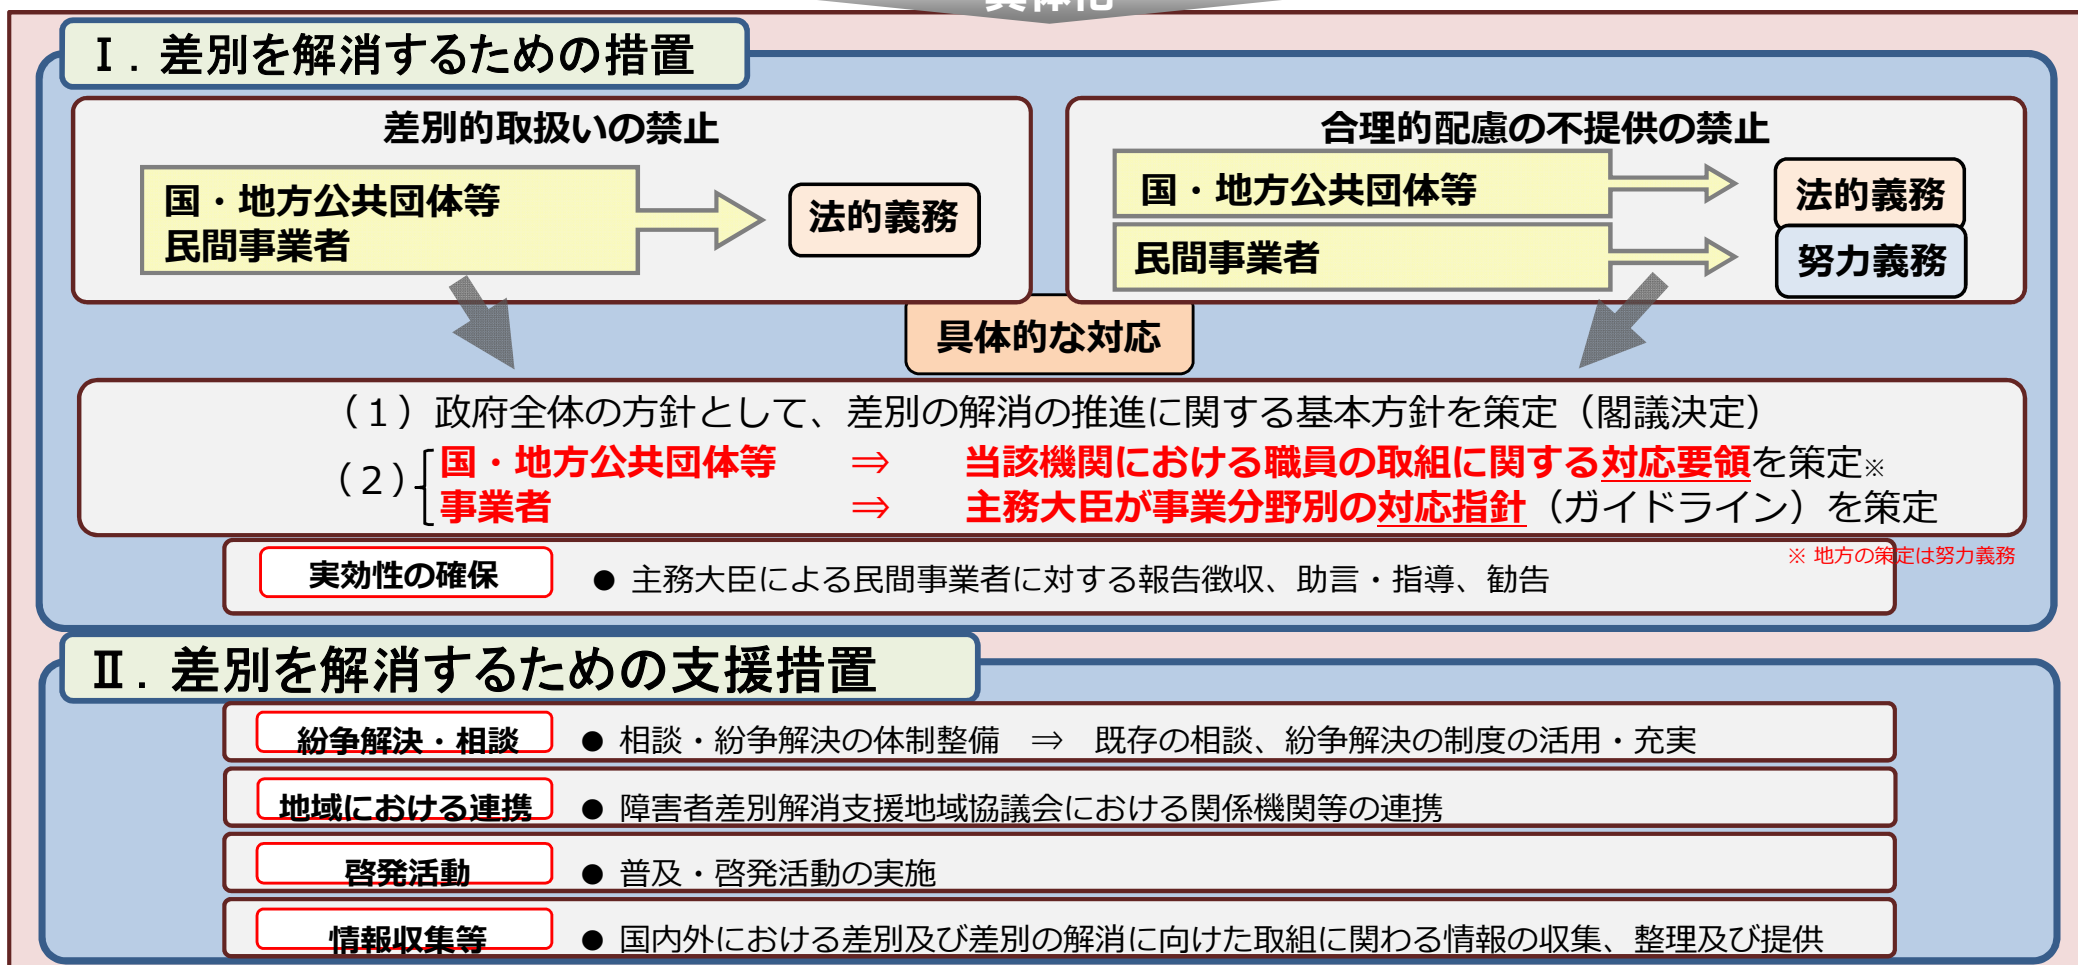 具体化
Ⅰ．差別を解消するための措置
差別的取扱いの禁止
国・地方公共団体等
民間事業者
法的義務
合理的配慮の不提供の禁止
国・地方公共団体等
法的義務
民間事業者
努力義務
具体的な対応
（１）政府全体の方針として、差別の解消の推進に関する基本方針を策定（閣議決定）
（２） 国・地方公共団体等 ⇒ 当該機関における職員の取組に関する対応要領を策定※
事業者 ⇒ 主務大臣が事業分野別の対応指針（ガイドライン）を策定
※ 地方の策定は努力義務
実効性の確保 ● 主務大臣による民間事業者に対する報告徴収、助言・指導、勧告
Ⅱ．差別を解消するための支援措置
紛争解決・相談 ● 相談・紛争解決の体制整備 ⇒ 既存の相談、紛争解決の制度の活用・充実
地域における連携 ● 障害者差別解消支援地域協議会における関係機関等の連携
啓発活動 ● 普及・啓発活動の実施
情報収集等 ● 国内外における差別及び差別の解消に向けた取組に関わる情報の収集、整理及び提供